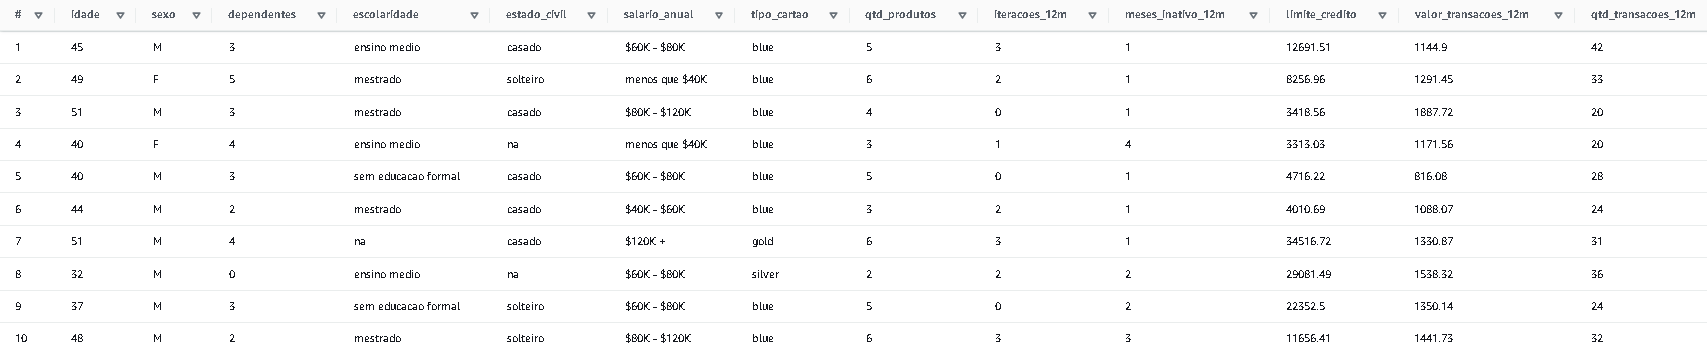 # idade sexo dependentes escolaridade estado_civil salario_anual tipo_cartao qtd_produtos iteracoes_12m meses_inativo_12m limite_credito valor_transacoes_12m qtd_transacoes_12m
1 45 M 3 ensino medio casado $60K - $80K blue 5 3 1 12691.51 1144.9 42
2 49 F 5 mestrado solteiro menos que $40K blue 6 2 1 8256.96 1291.45 33
3 51 M 3 mestrado casado $80K - $120K blue 4 0 1 3418.56 1887.72 20
4 40 F 4 ensino medio na menos que $40K blue 3 1 4 3313.03 1171.56 20
5 40 M 3 sem educacao formal casado $60K - $80K blue 5 0 1 4716.22 816.08 28
6 44 M 2 mestrado casado $40K - $60K blue 3 2 1 4010.69 1088.07 24
7 51 M 4 na casado $120K + gold 6 3 1 34516.72 1330.87 31
8 32 M 0 ensino medio na $60K - $80K silver 2 2 2 29081.49 1538.32 36
9 37 M 3 sem educacao formal solteiro $60K - $80K blue 5 0 2 22352.5 1350.14 24
10 48 M 2 mestrado solteiro $80K - $120K blue 6 3 3 11656.41 1441.73 32